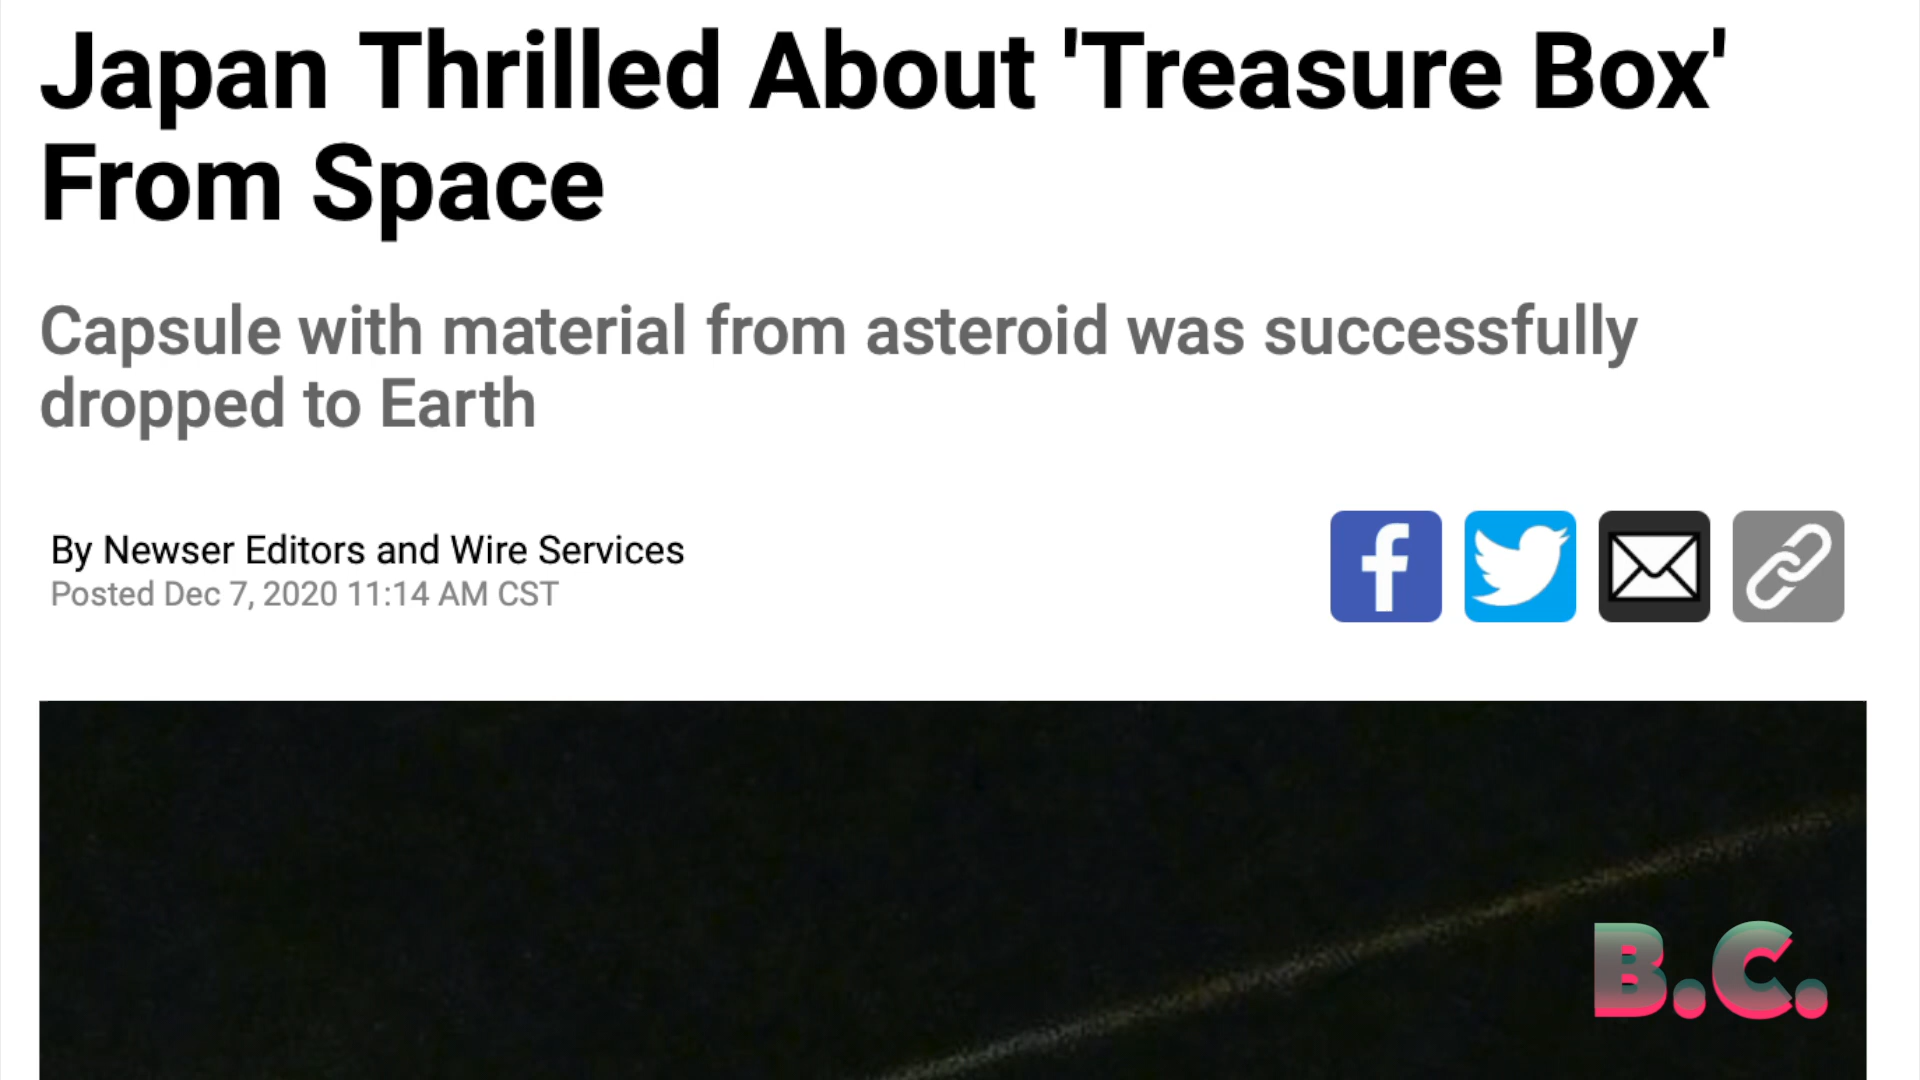 Japan Thrilled About 'Treasure Box'
From Space
Capsule with material from asteroid was successfully
dropped to Earth
By Newser Editors and Wire Services
Posted Dec 7, 2020 11:14 AM CST
B.C.